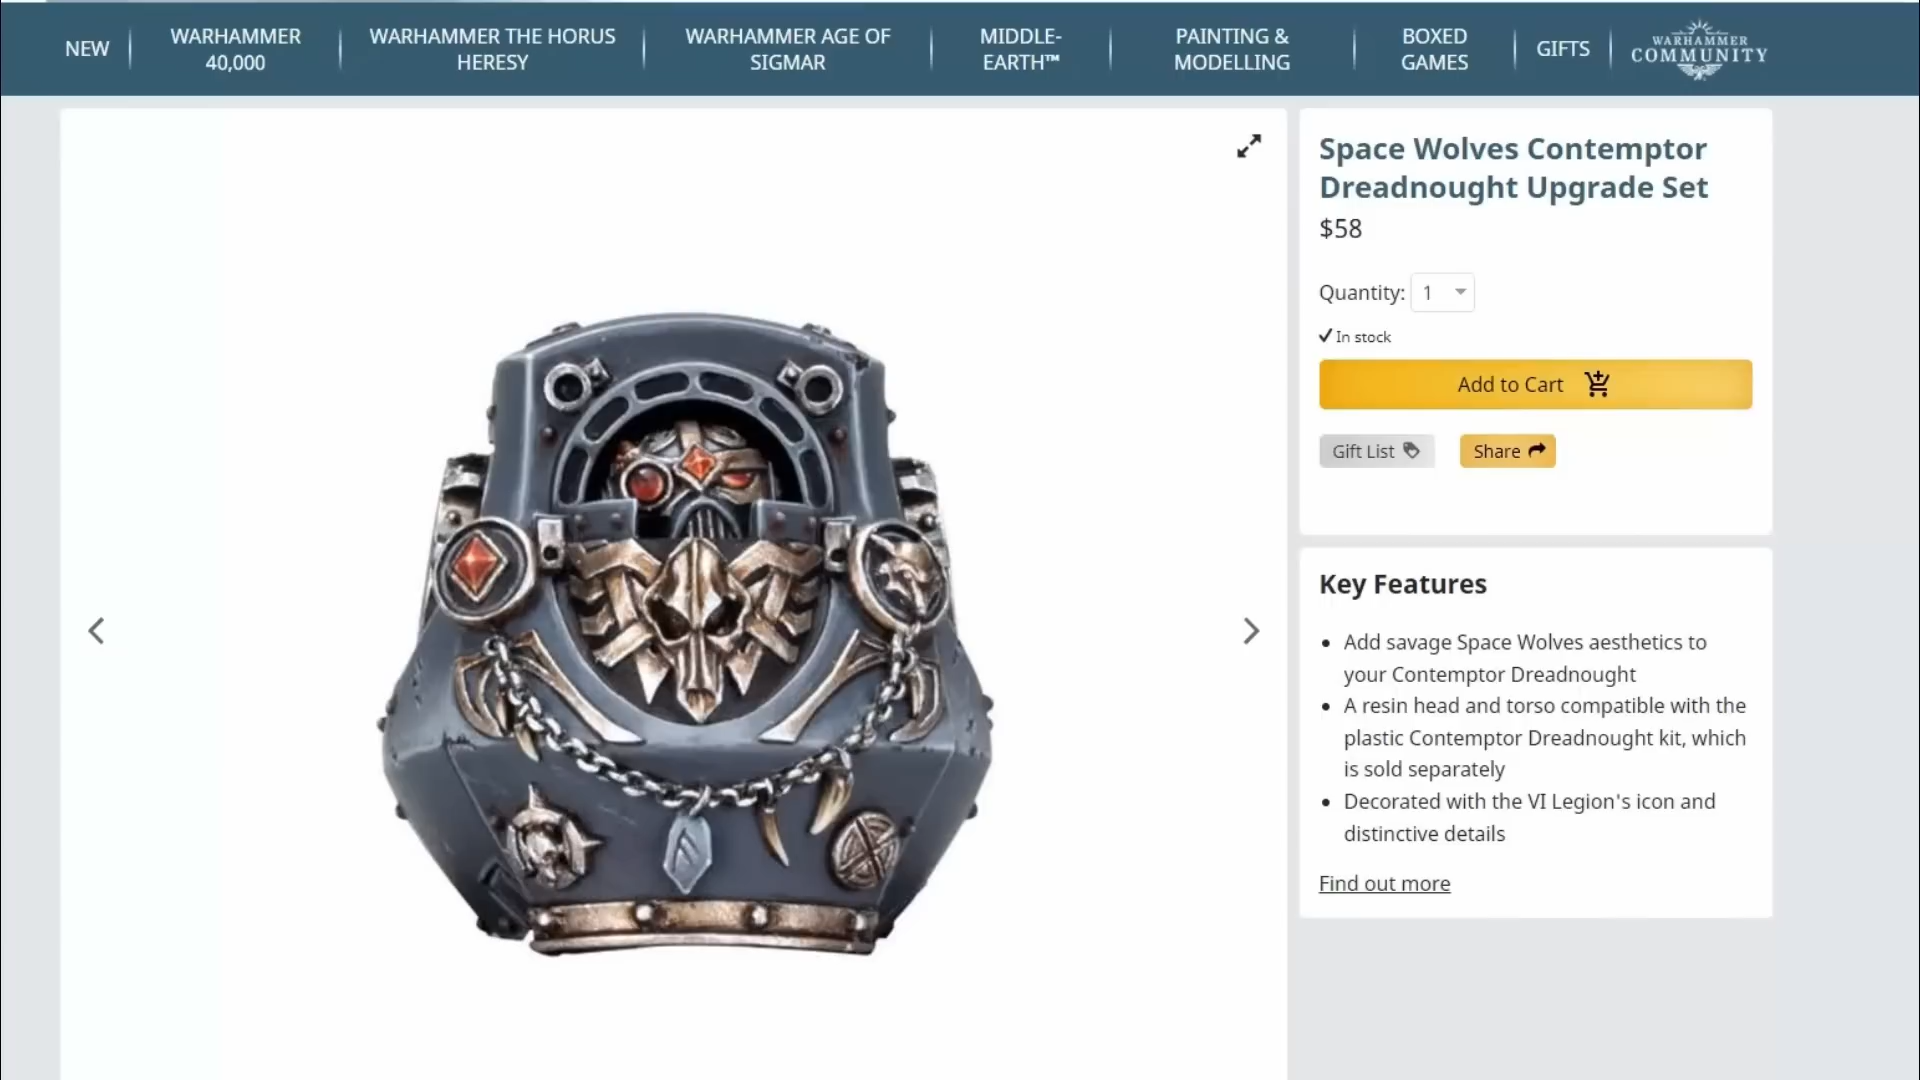 NEW
WARHAMMER
40,000
WARHAMMER THE HORUS
HERESY
WARHAMMER AGE OF
SIGMAR
MIDDLE-
EARTH™
PAINTING &
MODELLING
BOXED
GAMES
GIFTS
WARHAMMER
COMMUNITY
Space Wolves Contemptor
Dreadnought Upgrade Set
$58
Quantity: 1
In stock
Add to Cart
Gift List
Share
Key Features
• Add savage Space Wolves aesthetics to
your Contemptor Dreadnought
• A resin head and torso compatible with the
plastic Contemptor Dreadnought kit, which
is sold separately
• Decorated with the VI Legion's icon and
distinctive details
Find out more